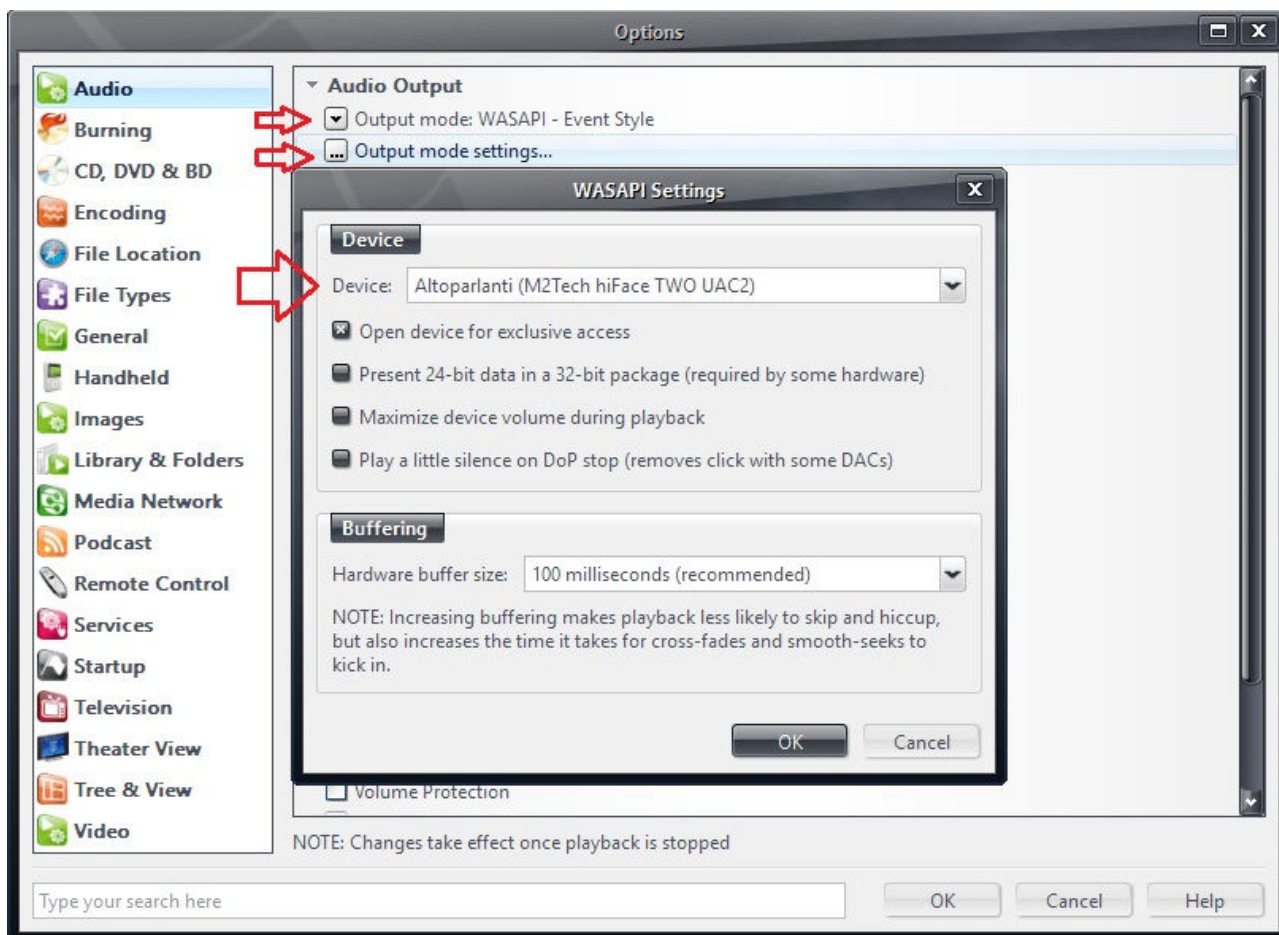 Options
Audio
Burning
CD, DVD & BD
Encoding
File Location
File Types
General
Handheld
Images
Library & Folders
Media Network
Podcast
Remote Control
Services
Startup
Television
Theater View
Tree & View
Video
Audio Output
Output mode: WASAPI - Event Style
... Output mode settings...
WASAPI Settings
Device
Device: Altoparlanti (M2Tech hiFace TWO UAC2)
Open device for exclusive access
Present 24-bit data in a 32-bit package (required by some hardware)
Maximize device volume during playback
Play a little silence on DoP stop (removes click with some DACs)
Buffering
Hardware buffer size: 100 milliseconds (recommended)
NOTE: Increasing buffering makes playback less likely to skip and hiccup,
but also increases the time it takes for cross-fades and smooth-seeks to
kick in.
OK Cancel
Volume Protection
NOTE: Changes take effect once playback is stopped
Type your search here
OK Cancel Help